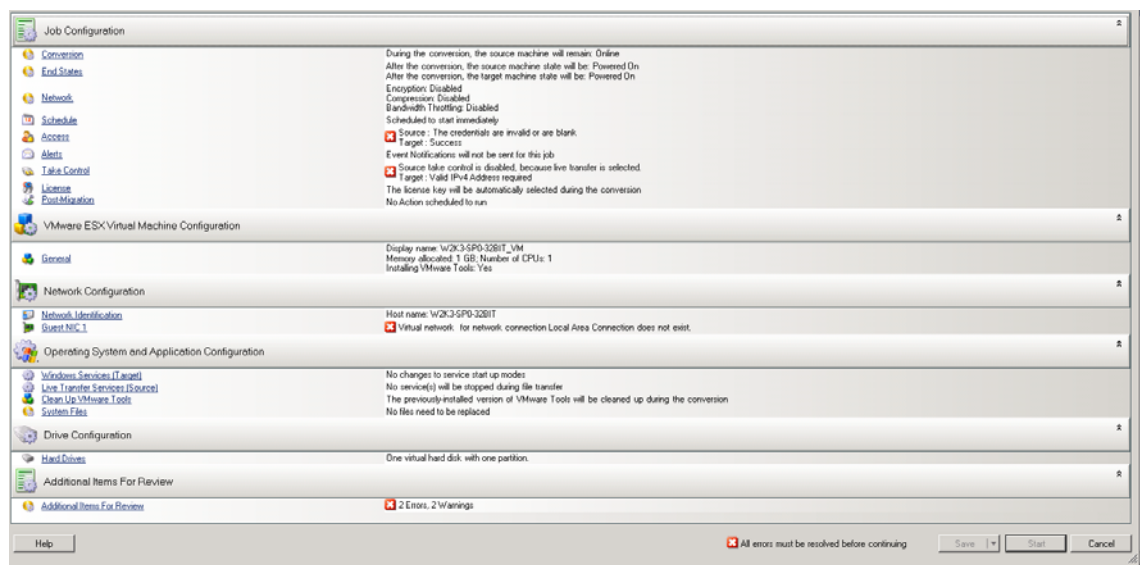 Job Configuration
Conversion
During the conversion, the source machine will remain: Online
End States
After the conversion, the source machine state will be: Powered On
After the conversion, the target machine state will be: Powered On
Network
Encryption: Disabled
Compression: Disabled
Bandwidth Throttling: Disabled
Schedule
Scheduled to start immediately
Access
Source : The credentials are invalid or are blank
Target : Success
Alerts
Event Notifications will not be sent for this job
Take Control
Source take control is disabled, because live transfer is selected.
Target : Valid IPv4 Address required
License
The license key will be automatically selected during the conversion
Post-Migration
No Action scheduled to run
VMware ESX Virtual Machine Configuration
General
Display name: W2K3-SP0-32BIT_VM
Memory allocated: 1 GB; Number of CPUs: 1
Installing VMware Tools: Yes
Network Configuration
Network Identification
Host name: W2K3-SP0-32BIT
Guest NIC 1
Virtual network for network connection Local Area Connection does not exist.
Operating System and Application Configuration
Windows Services [Target]
No changes to service start up modes
Live Transfer Services [Source]
No service(s) will be stopped during file transfer
Clean Up VMware Tools
The previously-installed version of VMware Tools will be cleaned up during the conversion
System Files
No files need to be replaced
Drive Configuration
Hard Drives
One virtual hard disk with one partition.
Additional Items For Review
Additional Items For Review
2 Errors, 2 Warnings
Help
All errors must be resolved before continuing
Save
Start
Cancel